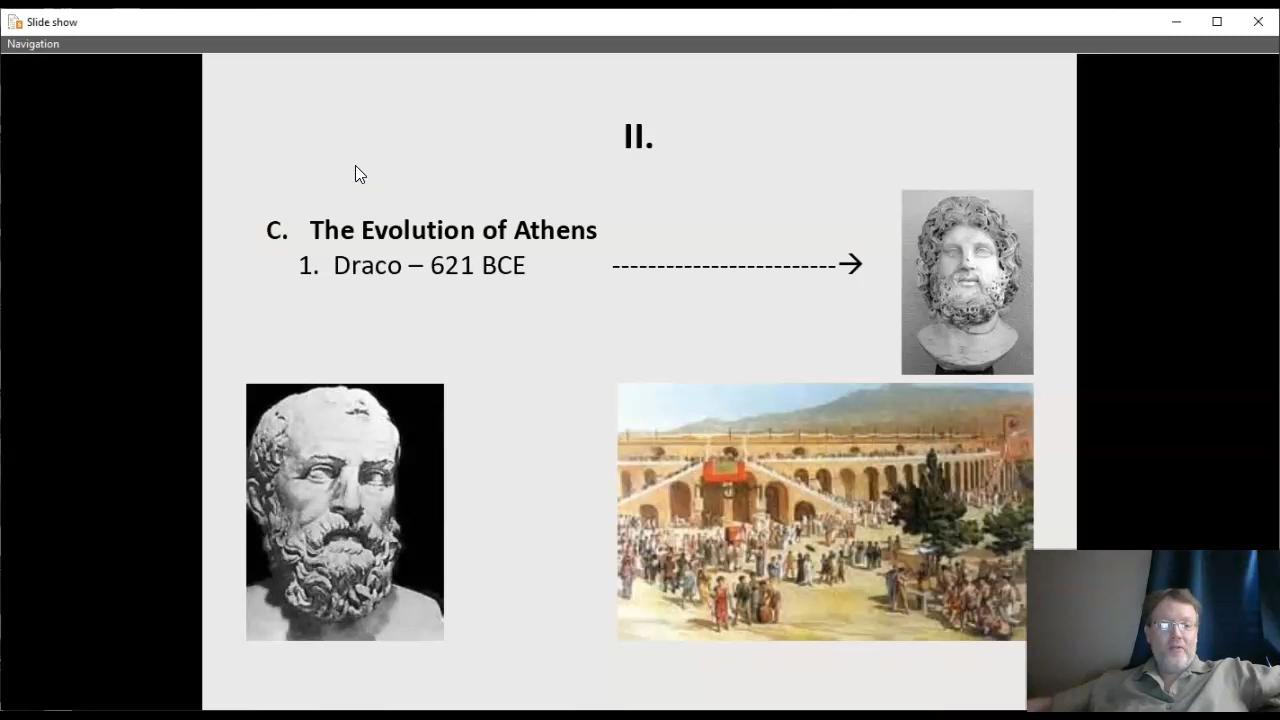 Slide show
Navigation
II.
C. The Evolution of Athens
1. Draco – 621 BCE -------------------------→